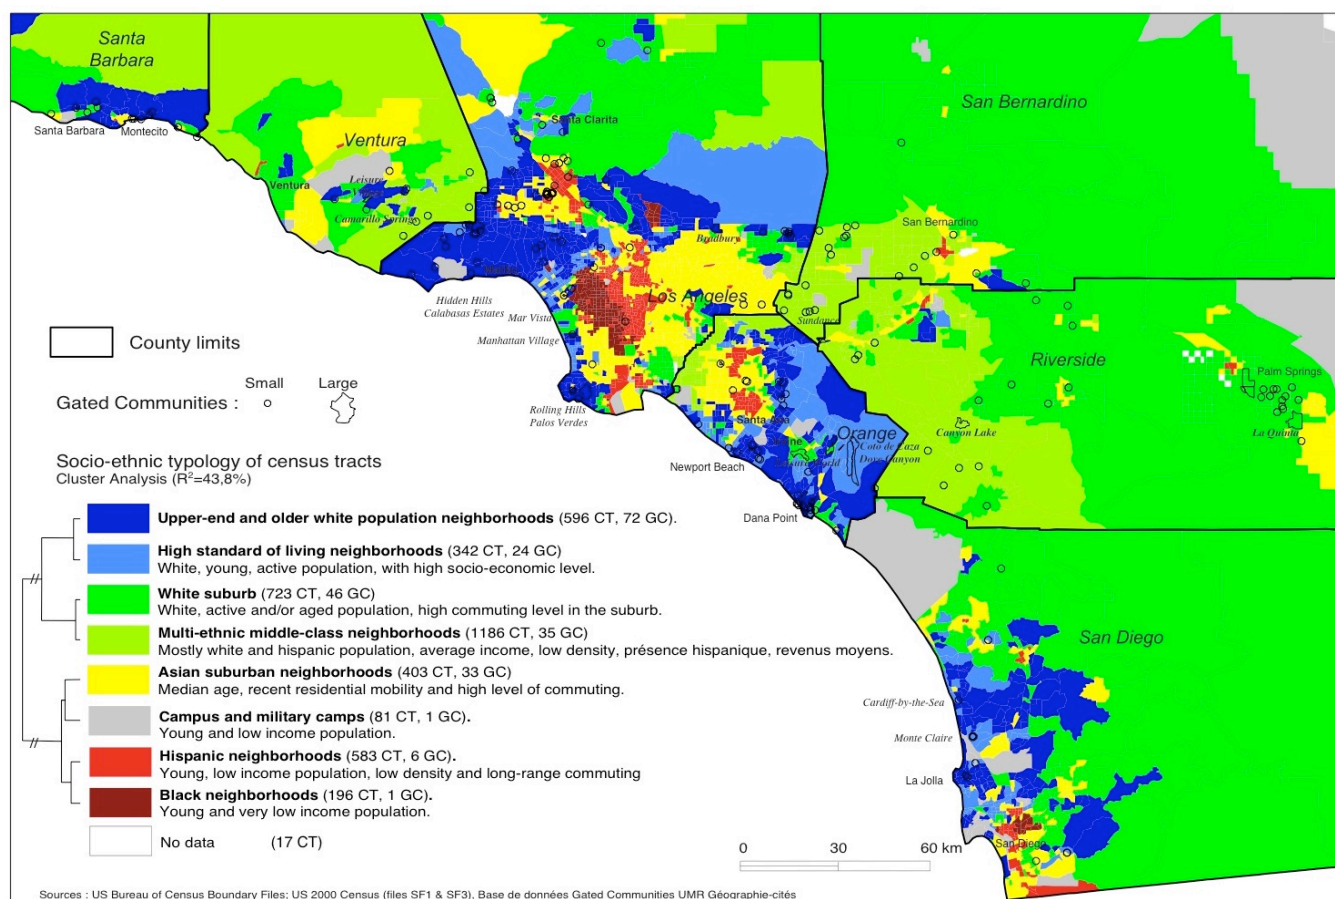 Santa
Barbara
San Bernardino
Santa Clarita
Ventura
Santa Barbara
Montecito
Leisure
Ventura
Camarillo Springs
San Bernardino
Bradbury
Los Angeles
Hidden Hills
Calabasas Estates
Mar Vista
Sundance
Manhattan Village
County limits
Riverside
Palm Springs
Small
Large
Gated Communities :
Rolling Hills
Palos Verdes
Santa Ana
Orange
Canyon Lake
La Quinta
Coto de Caza
Dove Canyon
Newport Beach
Socio-ethnic typology of census tracts
Cluster Analysis (R²=43,8%)
Dana Point
Upper-end and older white population neighborhoods (596 CT, 72 GC).
High standard of living neighborhoods (342 CT, 24 GC)
White, young, active population, with high socio-economic level.
White suburb (723 CT, 46 GC)
White, active and/or aged population, high commuting level in the suburb.
Multi-ethnic middle-class neighborhoods (1186 CT, 35 GC)
Mostly white and hispanic population, average income, low density, présence hispanique, revenus moyens.
San Diego
Asian suburban neighborhoods (403 CT, 33 GC)
Median age, recent residential mobility and high level of commuting.
Cardiff-by-the-Sea
Campus and military camps (81 CT, 1 GC).
Young and low income population.
Monte Claire
Hispanic neighborhoods (583 CT, 6 GC).
Young, low income population, low density and long-range commuting
La Jolla
Black neighborhoods (196 CT, 1 GC).
Young and very low income population.
No data (17 CT)
San Diego
0 30 60 km
Sources : US Bureau of Census Boundary Files; US 2000 Census (files SF1 & SF3), Base de données Gated Communities UMR Géographie-cités